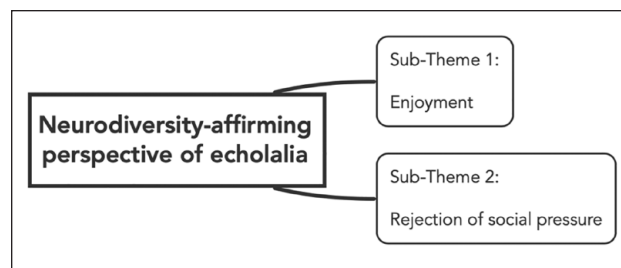 Neurodiversity-affirming
perspective of echolalia
Sub-Theme 1:
Enjoyment
Sub-Theme 2:
Rejection of social pressure